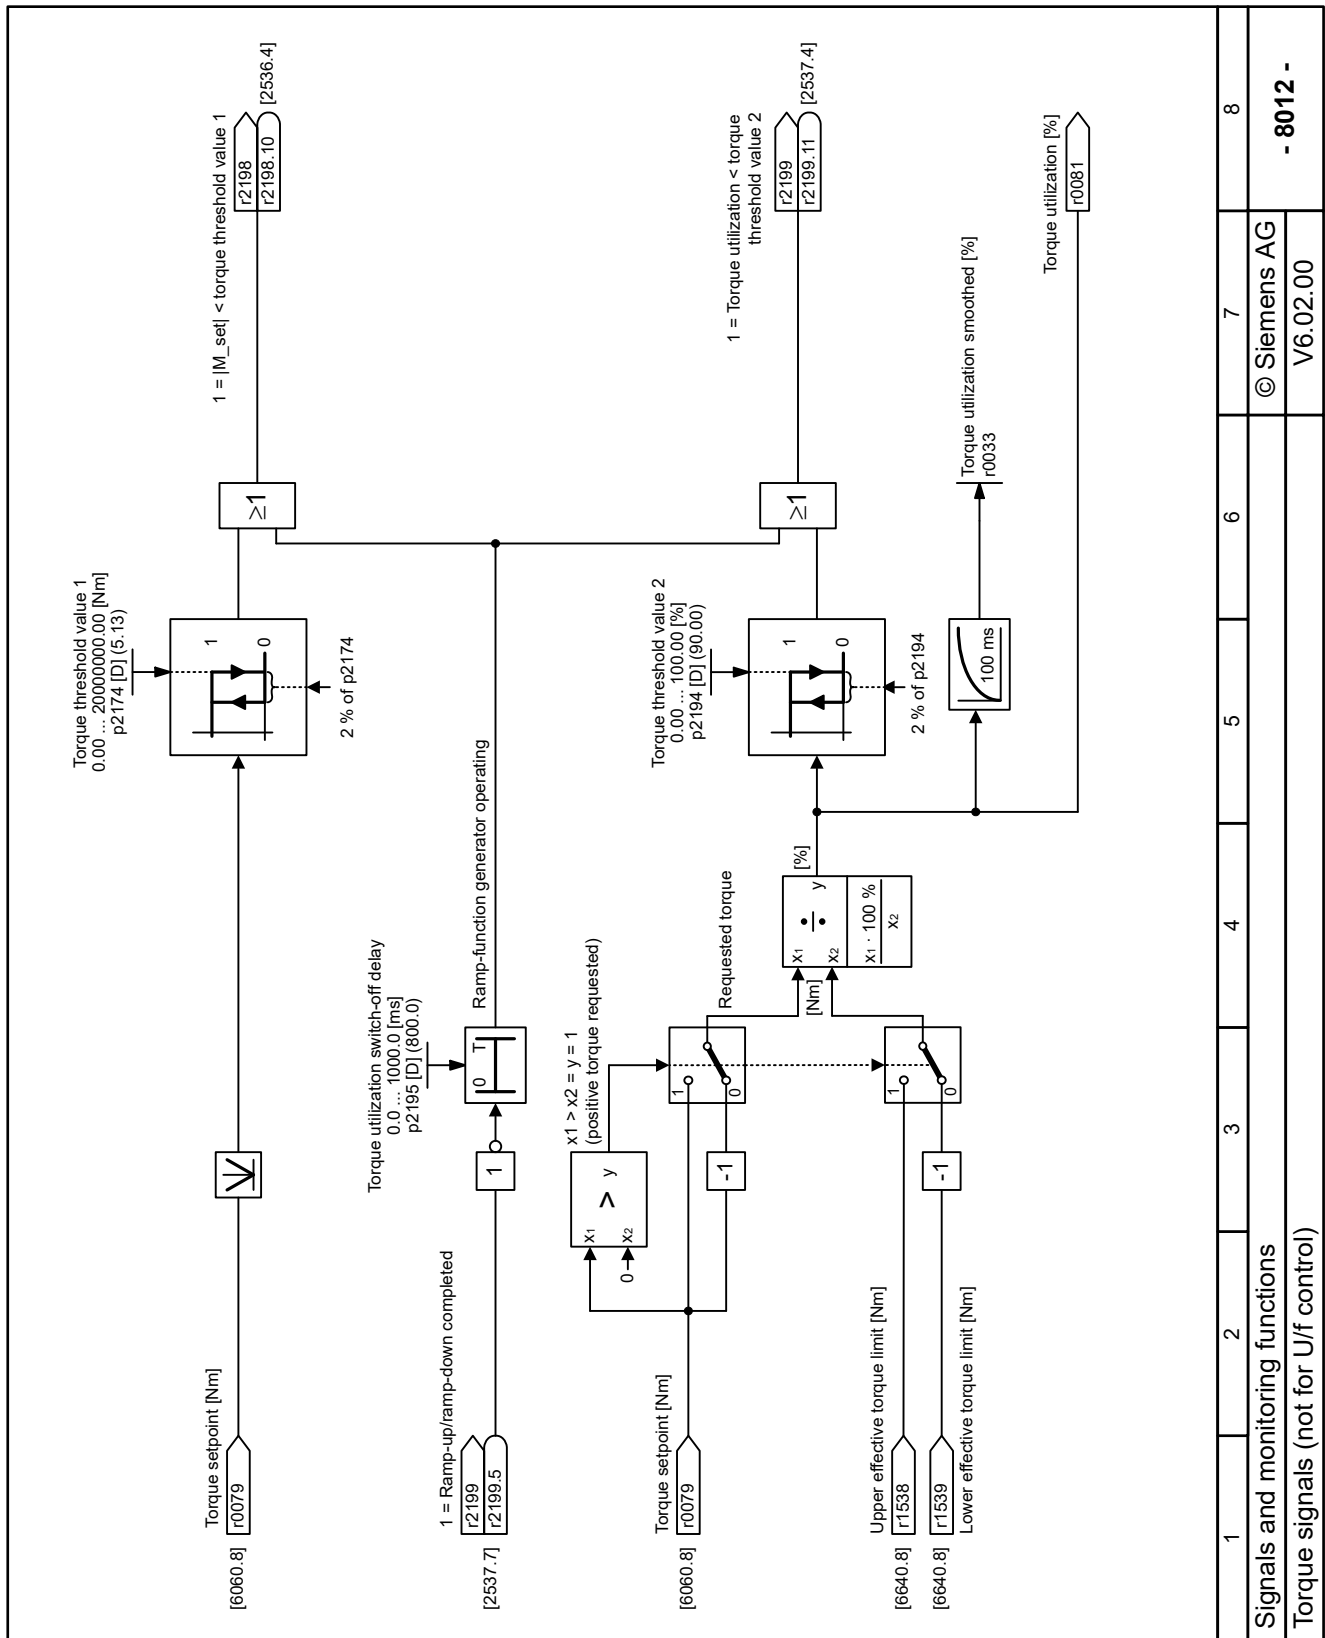 Torque setpoint [Nm]
[6060.8]
r0079
Torque threshold value 1
0.00 ... 20000000.00 [Nm]
p2174 [D] (5.13)
1
0
2 % of p2174
≥1
1 = |M_set| < torque threshold value 1
r2198
r2198.10
[2536.4]
1 = Ramp-up/ramp-down completed
[2537.7]
r2199
r2199.5
1
Torque utilization switch-off delay
0.0 ... 1000.0 [ms]
p2195 [D] (800.0)
0 T
Ramp-function generator operating
Torque setpoint [Nm]
[6060.8]
r0079
0
x1
x2
> y
x1 > x2 = y = 1
(positive torque requested)
-1
1
0
Requested torque
Upper effective torque limit [Nm]
[6640.8]
r1538
[6640.8]
r1539
Lower effective torque limit [Nm]
-1
1
0
[Nm]
x1
x2
÷ y
x1 · 100 %
x2
[%]
Torque threshold value 2
0.00 ... 100.00 [%]
p2194 [D] (90.00)
1
0
2 % of p2194
≥1
1 = Torque utilization < torque
threshold value 2
r2199
r2199.11
[2537.4]
100 ms
Torque utilization smoothed [%]
r0033
Torque utilization [%]
r0081
1 2 3 4 5 6 7 8
Signals and monitoring functions
© Siemens AG
- 8012 -
Torque signals (not for U/f control)
V6.02.00